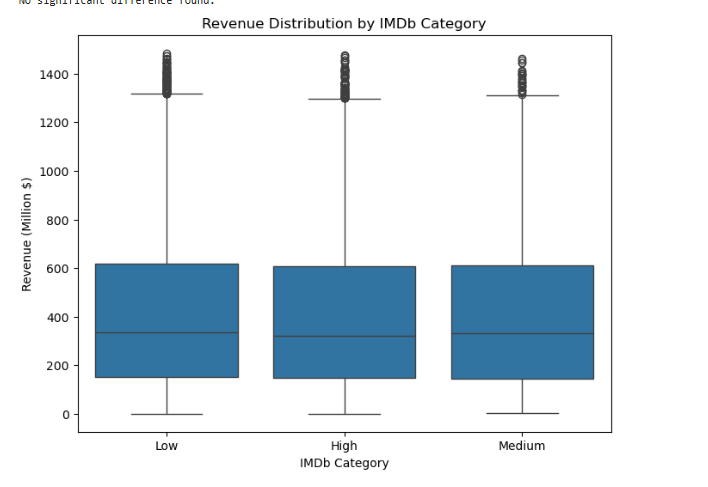 No significant difference found.
Revenue Distribution by IMDb Category
Revenue (Million $)
1400
1200
1000
800
600
400
200
0
Low High Medium
IMDb Category